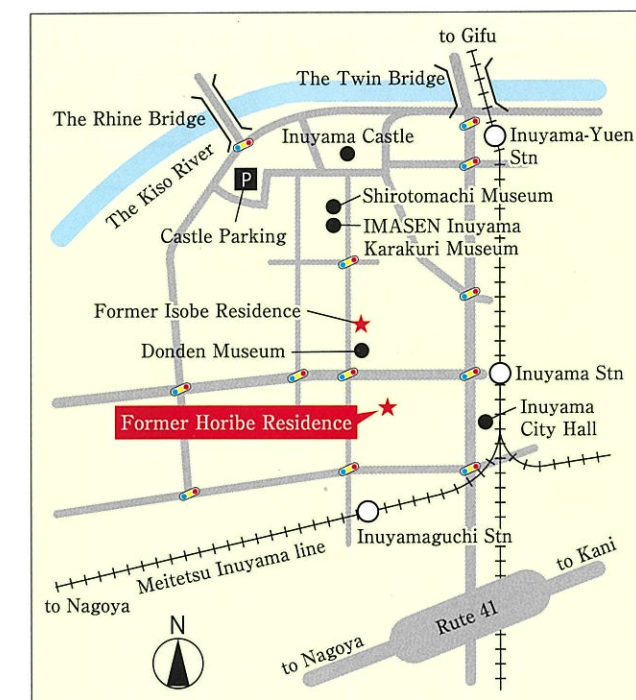 to Gifu
The Twin Bridge
The Rhine Bridge
Inuyama Castle
Inuyama-Yuen
Stn
The Kiso River
P
Castle Parking
Shirotomachi Museum
IMASEN Inuyama
Karakuri Museum
Former Isobe Residence
Donden Museum
Inuyama Stn
Former Horibe Residence
Inuyama
City Hall
Inuyamaguchi Stn
Meitetsu Inuyama line
to Nagoya
to Kani
Rute 41
to Nagoya
N